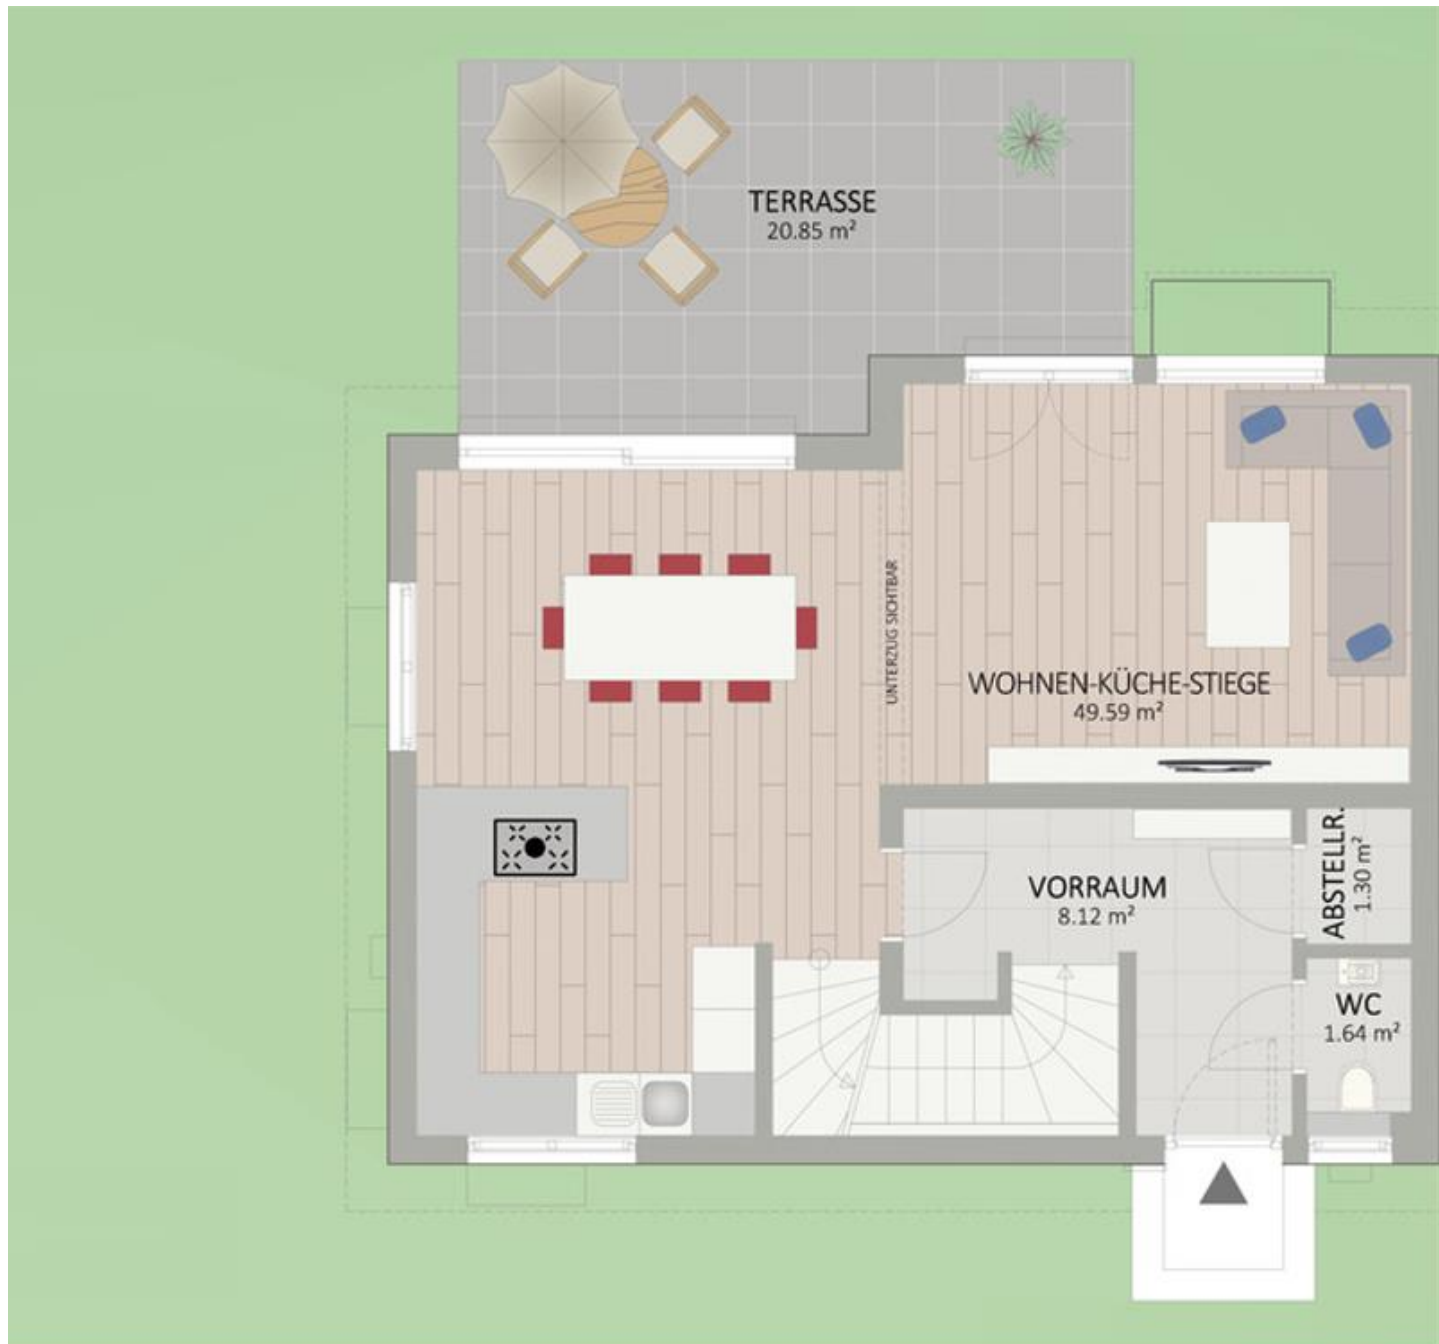 TERRASSE
20.85 m²
UNTERZUG SICHTBAR
WOHNEN-KÜCHE-STIEGE
49.59 m²
VORRAUM
8.12 m²
ABSTELLR.
1.30 m²
WC
1.64 m²